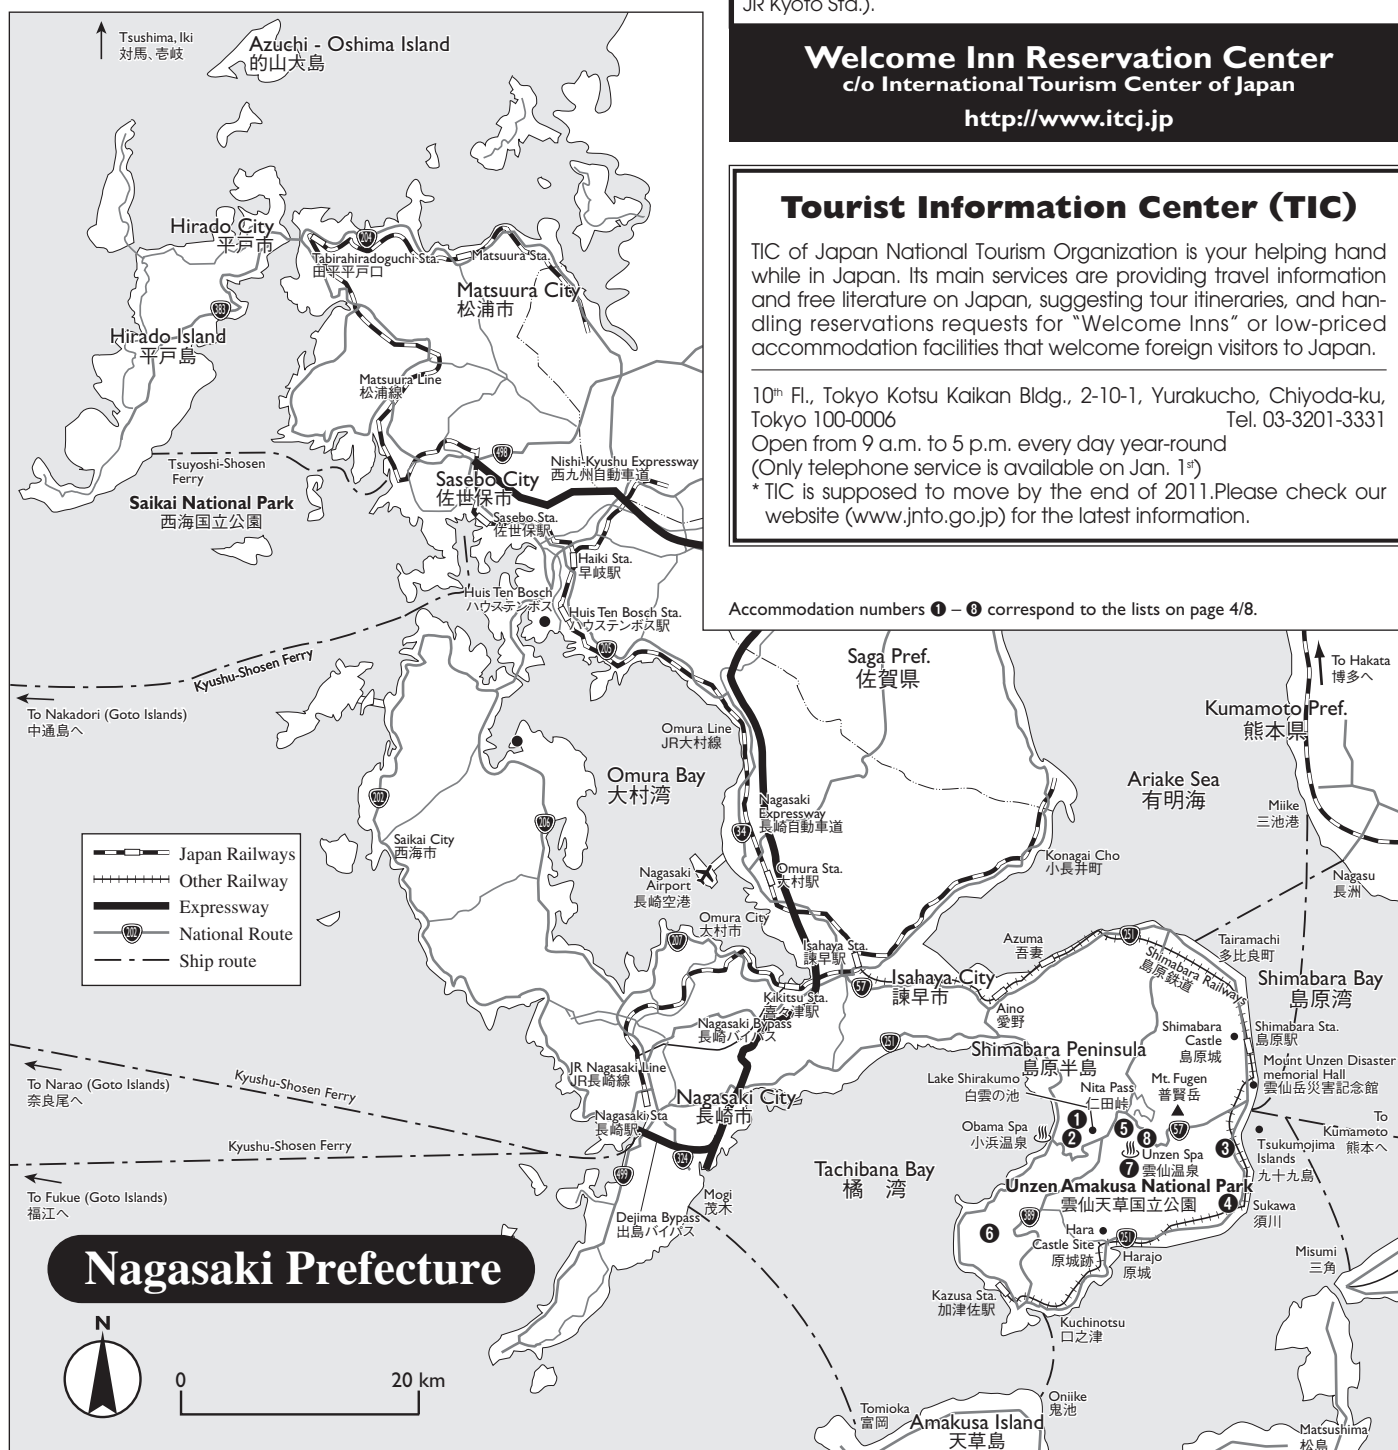 JR Kyoto Sta.).
Welcome Inn Reservation Center
c/o International Tourism Center of Japan
http://www.itcj.jp
Tourist Information Center (TIC)
TIC of Japan National Tourism Organization is your helping hand
while in Japan. Its main services are providing travel information
and free literature on Japan, suggesting tour itineraries, and han-
dling reservations requests for “Welcome Inns” or low-priced
accommodation facilities that welcome foreign visitors to Japan.
10th Fl., Tokyo Kotsu Kaikan Bldg., 2-10-1, Yurakucho, Chiyoda-ku,
Tokyo 100-0006 Tel. 03-3201-3331
Open from 9 a.m. to 5 p.m. every day year-round
(Only telephone service is available on Jan. 1st)
* TIC is supposed to move by the end of 2011.Please check our
website (www.jnto.go.jp) for the latest information.
Accommodation numbers ❶ – ❽ correspond to the lists on page 4/8.
Tsushima, Iki
対馬、壱岐
Azuchi - Oshima Island
的山大島
Hirado City
平戸市
204
Tabirahiradoguchi Sta.
田平平戸口
Matsuura Sta.
Matsuura City
松浦市
383
Hirado Island
平戸島
Matsuura Line
松浦線
498
Tsuyoshi-Shosen
Ferry
Saikai National Park
西海国立公園
Sasebo City
佐世保市
Nishi-Kyushu Expressway
西九州自動車道
Sasebo Sta.
佐世保駅
Haiki Sta.
早岐駅
Huis Ten Bosch
ハウステンボス
Huis Ten Bosch Sta.
ハウステンボス駅
205
Kyushu-Shosen Ferry
To Nakadori (Goto Islands)
中通島へ
Saga Pref.
佐賀県
To Hakata
博多へ
Kumamoto Pref.
熊本県
Omura Line
JR大村線
Omura Bay
大村湾
Ariake Sea
有明海
202
206
34
Nagasaki
Expressway
長崎自動車道
Miike
三池港
Saikai City
西海市
Japan Railways
Other Railway
Expressway
202
National Route
Ship route
Nagasaki
Airport
長崎空港
Omura Sta.
大村駅
Konagai Cho
小長井町
Nagasu
長洲
Omura City
大村市
207
Isahaya Sta.
諫早駅
57
Isahaya City
諫早市
Azuma
吾妻
251
Shimabara Railways
島原鉄道
Tairamachi
多比良町
Shimabara Bay
島原湾
Kikitsu Sta.
喜々津駅
Aino
愛野
Nagasaki Bypass
長崎バイパス
251
Shimabara
Castle
島原城
Shimabara Sta.
島原駅
Shimabara Peninsula
島原半島
Mount Unzen Disaster
memorial Hall
雲仙岳災害記念館
JR Nagasaki Line
JR長崎線
Lake Shirakumo
白雲の池
Nita Pass
仁田峠
Mt. Fugen
普賢岳
To Narao (Goto Islands)
奈良尾へ
Kyushu-Shosen Ferry
Nagasaki City
長崎市
Nagasaki Sta
長崎駅
❶
❷
❺
❽
57
❸
To
Kumamoto
熊本へ
Obama Spa
小浜温泉
Tsukumojima
Islands
九十九島
Kyushu-Shosen Ferry
324
499
❼
Unzen Spa
雲仙温泉
Tachibana Bay
橘 湾
Unzen Amakusa National Park
雲仙天草国立公園
❹
To Fukue (Goto Islands)
福江へ
Mogi
茂木
Dejima Bypass
出島バイパス
389
Sukawa
須川
❻
Hara
Castle Site
原城跡
251
Harajo
原城
Misumi
三角
Nagasaki Prefecture
Kazusa Sta.
加津佐駅
Kuchinotsu
口之津
N
0 20 km
Oniike
鬼池
Tomioka
富岡
Amakusa Island
天草島
Matsushima
松島